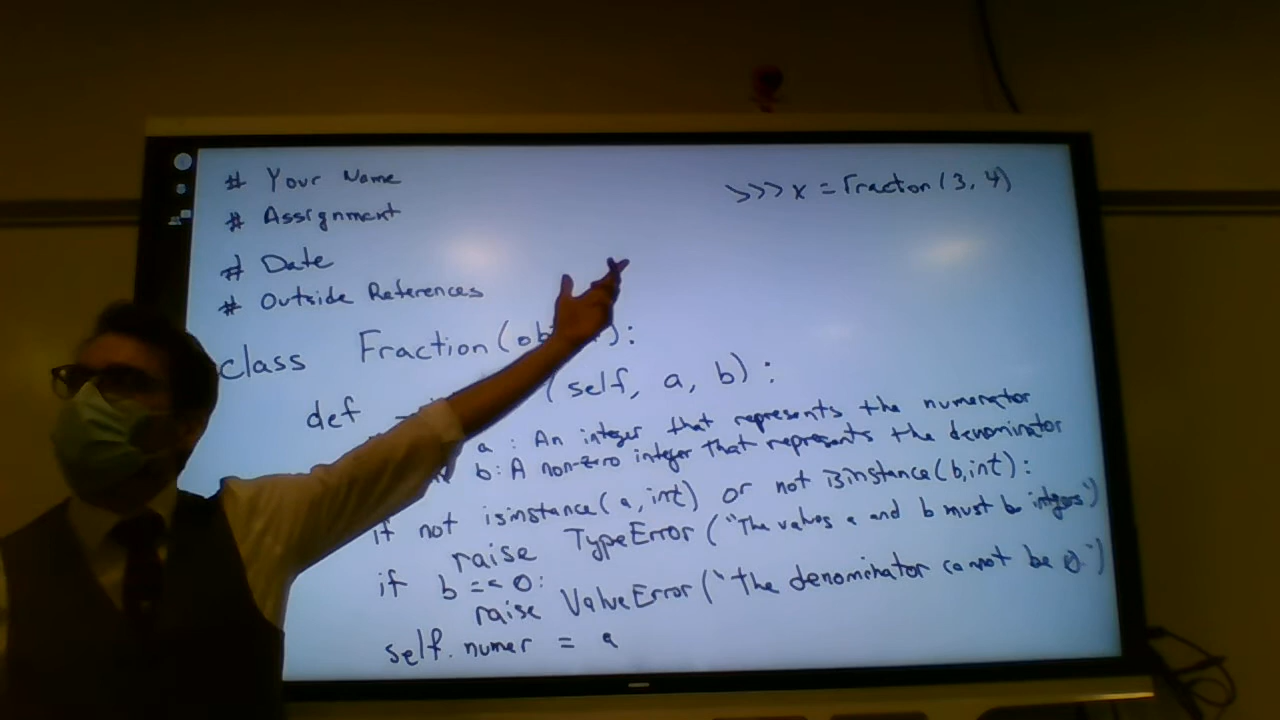 # Your Name
# Assignment
# Date
# Outside References
>>> x = Fracton(3, 4)
class Fraction(ob):
def (self, a, b):
a: An integer that represents the numerator
b: A non-zero integer that represents the denominator
if not isinstance(a, int) or not isinstance(b, int):
raise TypeError("The values a and b must be integers")
if b == 0:
raise ValueError("the denominator cannot be 0")
self.numer = a